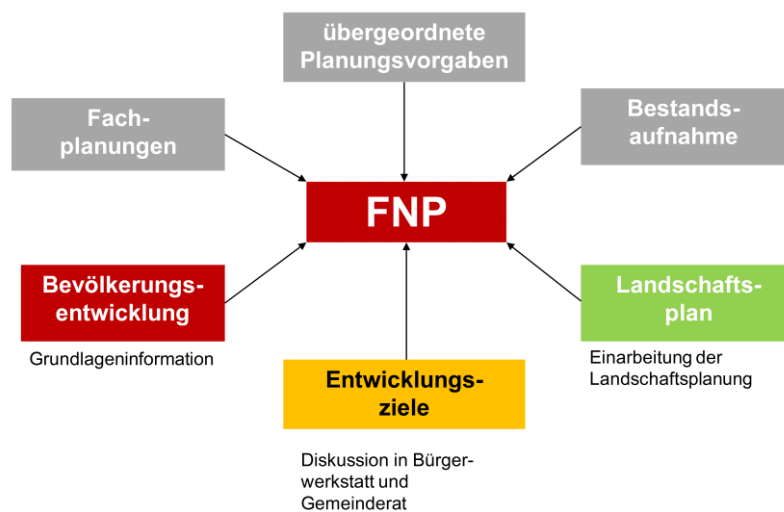 übergeordnete
Planungsvorgaben
Fach-
planungen
Bestands-
aufnahme
FNP
Bevölkerungs-
entwicklung
Grundlageninformation
Landschafts-
plan
Einarbeitung der
Landschaftsplanung
Entwicklungs-
ziele
Diskussion in Bürger-
werkstatt und
Gemeinderat